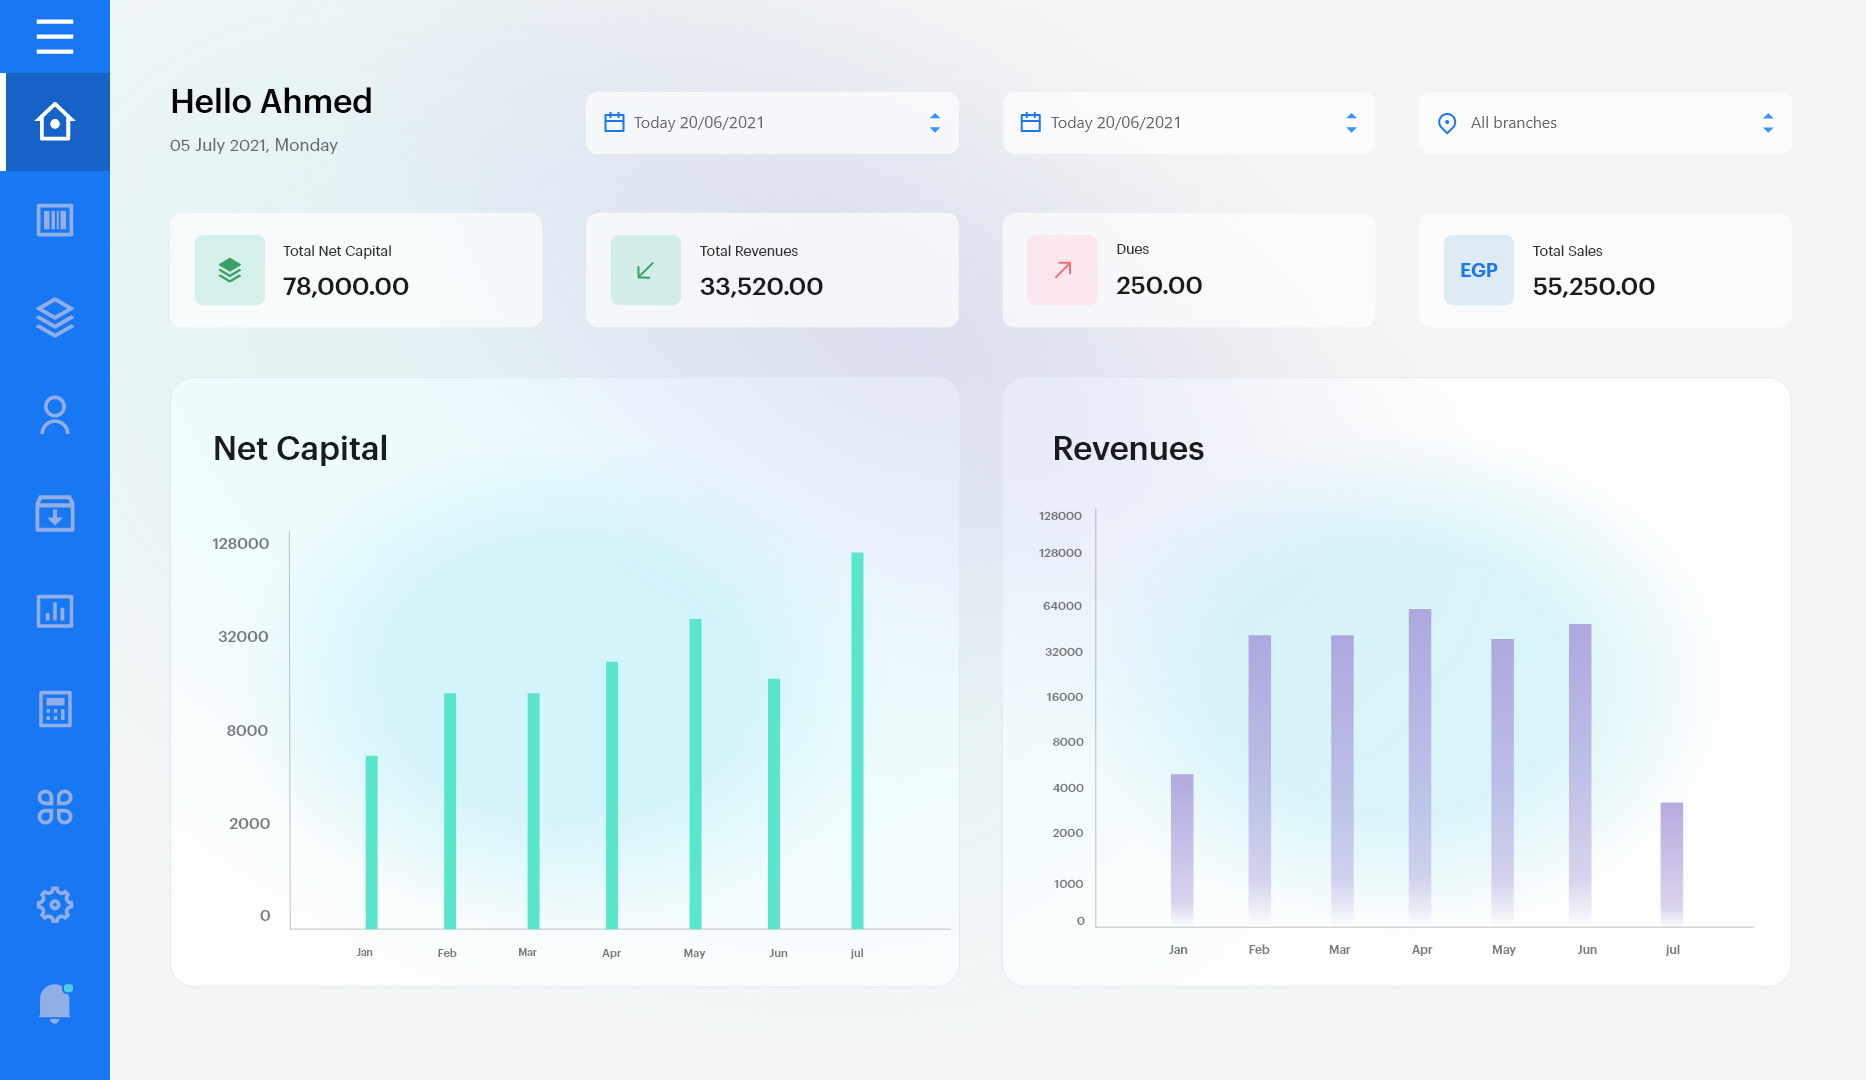 Hello Ahmed
05 July 2021, Monday
Today 20/06/2021
Today 20/06/2021
All branches
Total Net Capital
78,000.00
Total Revenues
33,520.00
Dues
250.00
EGP
Total Sales
55,250.00
Net Capital
128000
32000
8000
2000
0
Jan
Feb
Mar
Apr
May
Jun
jul
Revenues
128000
128000
64000
32000
16000
8000
4000
2000
1000
0
Jan
Feb
Mar
Apr
May
Jun
jul